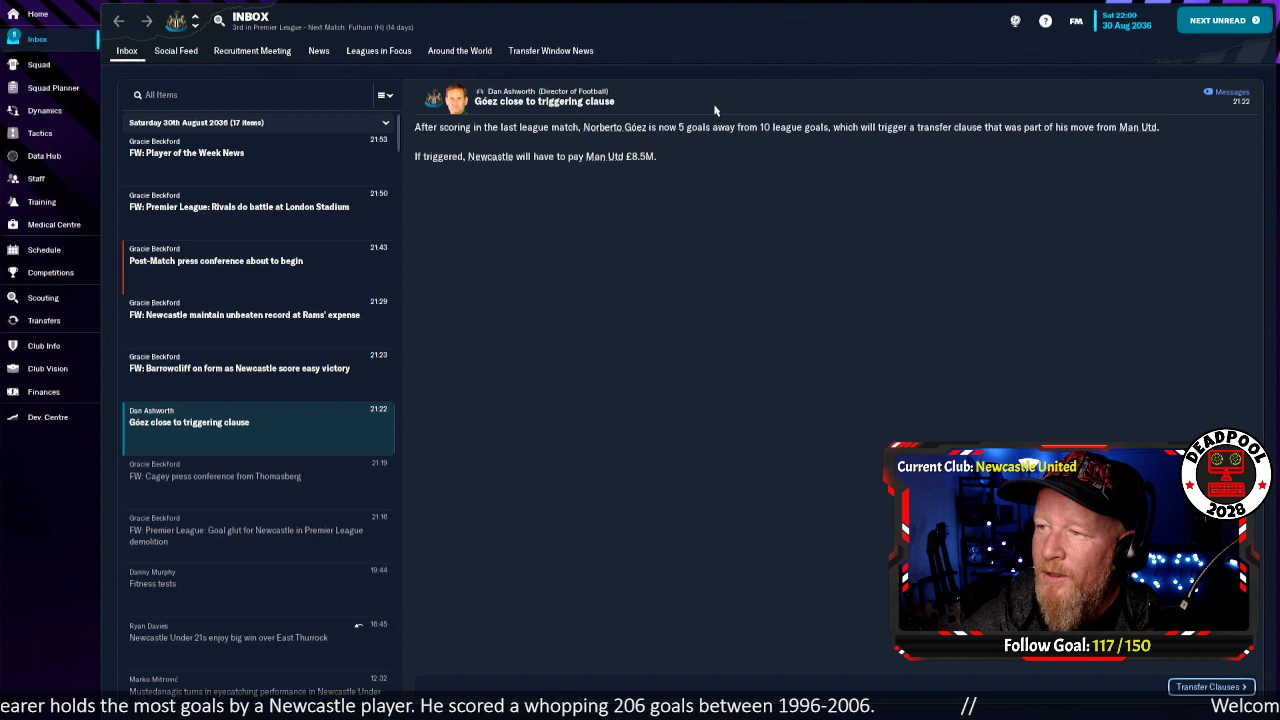 Home
INBOX
3rd in Premier League - Next Match: Fulham (H) (14 days)
FM
Sat 22:00
30 Aug 2036
NEXT UNREAD
Inbox
Inbox
Social Feed
Recruitment Meeting
News
Leagues in Focus
Around the World
Transfer Window News
Squad
Squad Planner
Dynamics
Tactics
Data Hub
Staff
Training
Medical Centre
Schedule
Competitions
Scouting
Transfers
Club Info
Club Vision
Finances
Dev. Centre
All Items
Saturday 30th August 2036 (17 items)
Gracie Beckford
21:53
FW: Player of the Week News
Gracie Beckford
21:50
FW: Premier League: Rivals do battle at London Stadium
Gracie Beckford
21:43
Post-Match press conference about to begin
Gracie Beckford
21:29
FW: Newcastle maintain unbeaten record at Rams' expense
Gracie Beckford
21:23
FW: Barrowcliff on form as Newcastle score easy victory
Dan Ashworth
21:22
Góez close to triggering clause
Gracie Beckford
21:19
FW: Cagey press conference from Thomasberg
Gracie Beckford
21:16
FW: Premier League: Goal glut for Newcastle in Premier League
demolition
Danny Murphy
19:44
Fitness tests
Ryan Davies
16:45
Newcastle Under 21s enjoy big win over East Thurrock
Marka Mitrović
12:32
Mustedanagic turns in eyecatching performance in Newcastle Under
Dan Ashworth (Director of Football)
Góez close to triggering clause
Messages
21:22
After scoring in the last league match, Norberto Góez is now 5 goals away from 10 league goals, which will trigger a transfer clause that was part of his move from Man Utd.
If triggered, Newcastle will have to pay Man Utd £8.5M.
Current Club: Newcastle United
DEADPOOL
2028
Follow Goal: 117 / 150
Transfer Clauses
earer holds the most goals by a Newcastle player. He scored a whopping 206 goals between 1996-2006.
//
Welcom